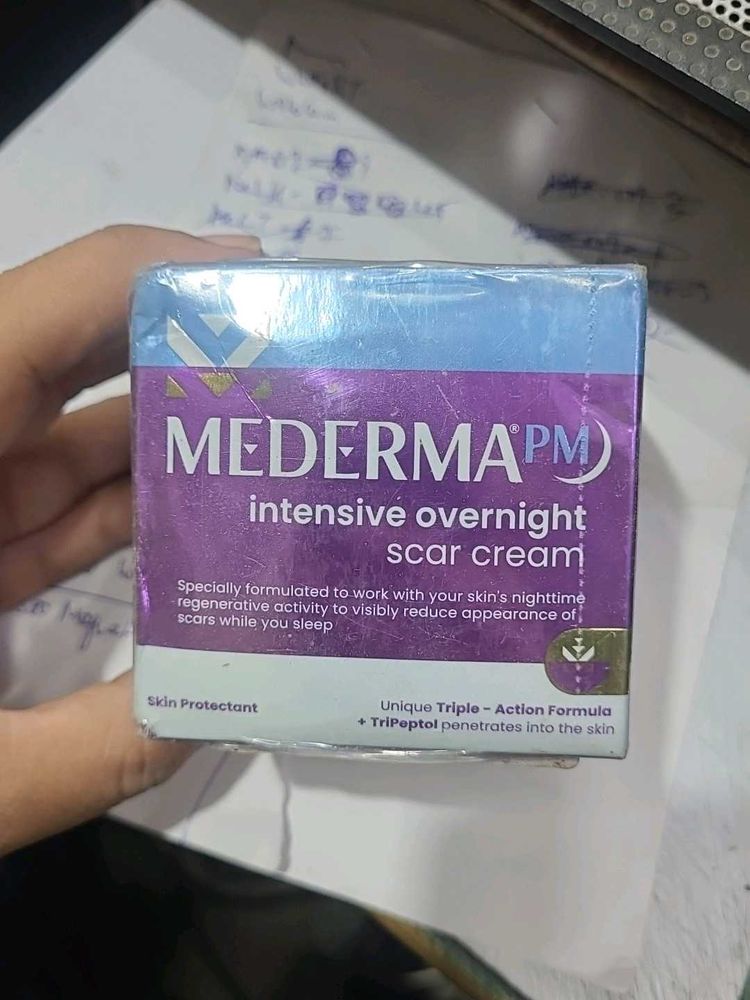 MEDERMA® PM
intensive overnight
scar cream
Specially formulated to work with your skin's nighttime
regenerative activity to visibly reduce appearance of
scars while you sleep
Skin Protectant
Unique Triple - Action Formula
+ TriPeptol penetrates into the skin